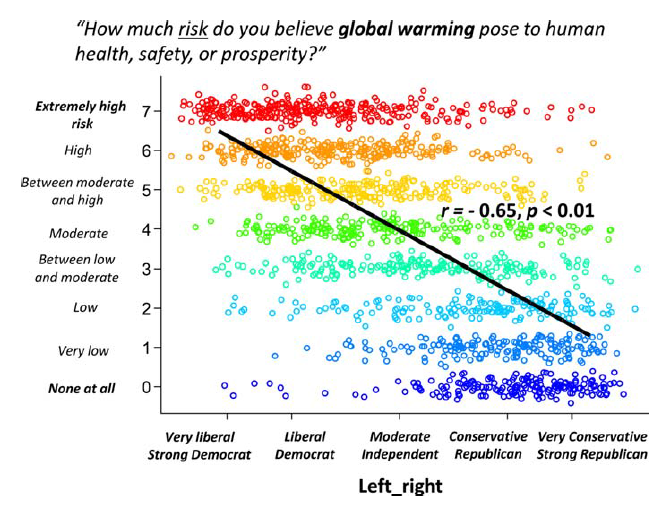 “How much risk do you believe global warming pose to human
health, safety, or prosperity?”
Extremely high
risk
7
High
6
Between moderate
and high
5
r = - 0.65, p < 0.01
Moderate
4
Between low
and moderate
3
Low
2
Very low
1
None at all
0
Very liberal
Strong Democrat
Liberal
Democrat
Moderate
Independent
Conservative
Republican
Very Conservative
Strong Republican
Left_right